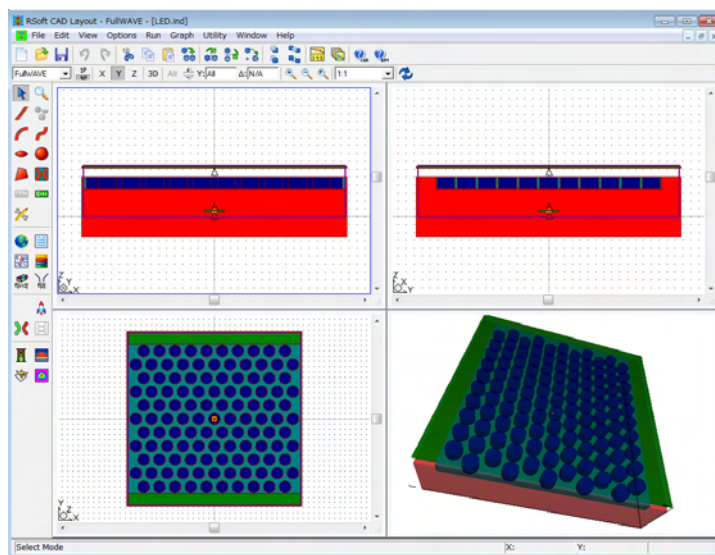 RSoft CAD Layout - FullWAVE - [LED.ind]
File Edit View Options Run Graph Utility Window Help
FullWAVE X Y Z 3D All Y: All Δ: N/A 1:1
Z Y X
Z X Y
Y Z X
Select Mode X: Y: